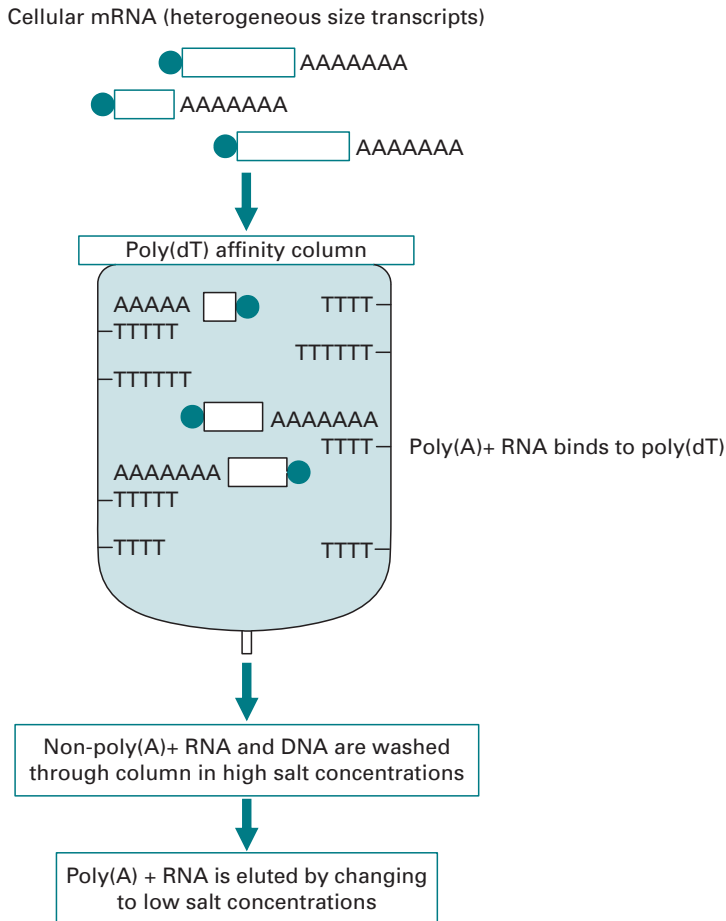 Cellular mRNA (heterogeneous size transcripts)
AAAAAAA
AAAAAAA
AAAAAAA
Poly(dT) affinity column
AAAAA
TTTT
TTTTT
TTTTTT
TTTTTT
AAAAAAA
TTTT
Poly(A)+ RNA binds to poly(dT)
AAAAAAA
TTTTT
TTTT
TTTT
Non-poly(A)+ RNA and DNA are washed
through column in high salt concentrations
Poly(A) + RNA is eluted by changing
to low salt concentrations